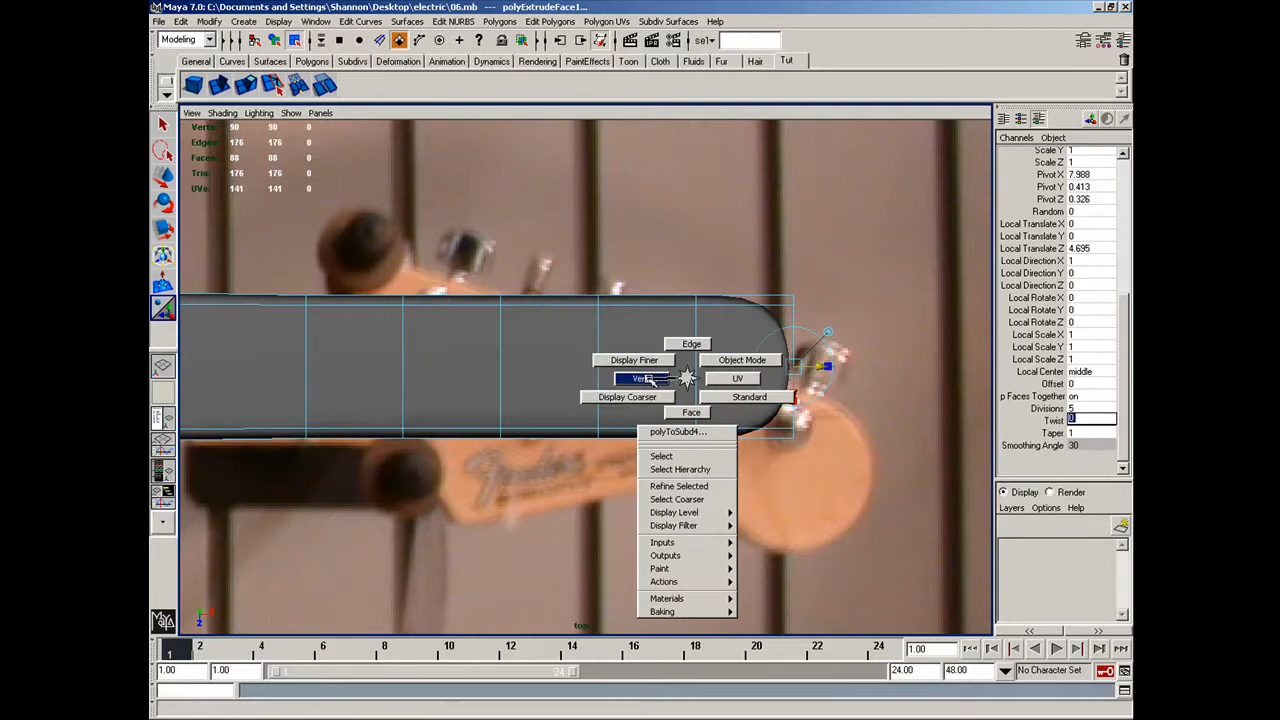 Maya 7.0: C:\Documents and Settings\Shannon\Desktop\electric\06.mb --- polyExtrudeFace1...
File Edit Modify Create Display Window Edit Curves Surfaces Edit NURBS Polygons Edit Polygons Polygon UVs Subdiv Surfaces Help
Modeling sel
General Curves Surfaces Polygons Subdivs Deformation Animation Dynamics Rendering PaintEffects Toon Cloth Fluids Fur Hair Tut
View Shading Lighting Show Panels
Channels Object
Verts: 90 90 0
Edges: 176 176 0
Faces: 88 88 0
Tris: 176 176 0
UVs: 141 141 0
Scale Y 1
Scale Z 1
Pivot X 7.988
Pivot Y 0.413
Pivot Z 0.326
Random 0
Local Translate X 0
Local Translate Y 0
Local Translate Z 4.695
Local Direction X 1
Local Direction Y 0
Local Direction Z 0
Local Rotate X 0
Local Rotate Y 0
Local Rotate Z 0
Local Scale X 1
Local Scale Y 1
Local Scale Z 1
Local Center middle
Offset 0
p Faces Together on
Divisions 5
Twist 0
Taper 1
Smoothing Angle 30
Edge
Display Finer Object Mode
UV
Display Coarser Standard
Face
polyToSubd4...
Select
Select Hierarchy
Refine Selected
Select Coarser
Display Level
Display Filter
Inputs
Outputs
Paint
Actions
Materials
Baking
Fender
top
Display Render
Layers Options Help
<< >>
1 2 4 6 8 10 12 14 16 18 20 22 24 1.00
1.00 1.00 24 24.00 48.00 No Character Set